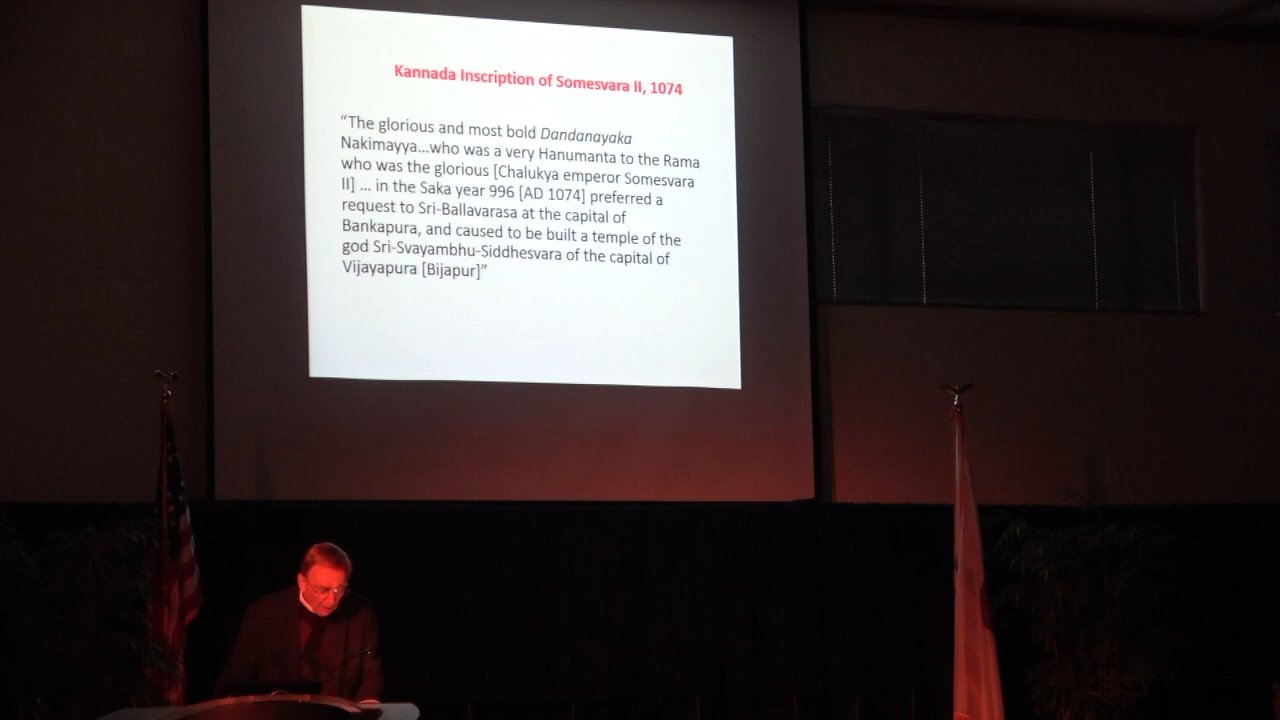 Kannada Inscription of Somesvara II, 1074
“The glorious and most bold Dandanayaka
Nakimayya...who was a very Hanumanta to the Rama
who was the glorious [Chalukya emperor Somesvara
II] ... in the Saka year 996 [AD 1074] preferred a
request to Sri-Ballavarasa at the capital of
Bankapura, and caused to be built a temple of the
god Sri-Svayambhu-Siddhesvara of the capital of
Vijayapura [Bijapur]”